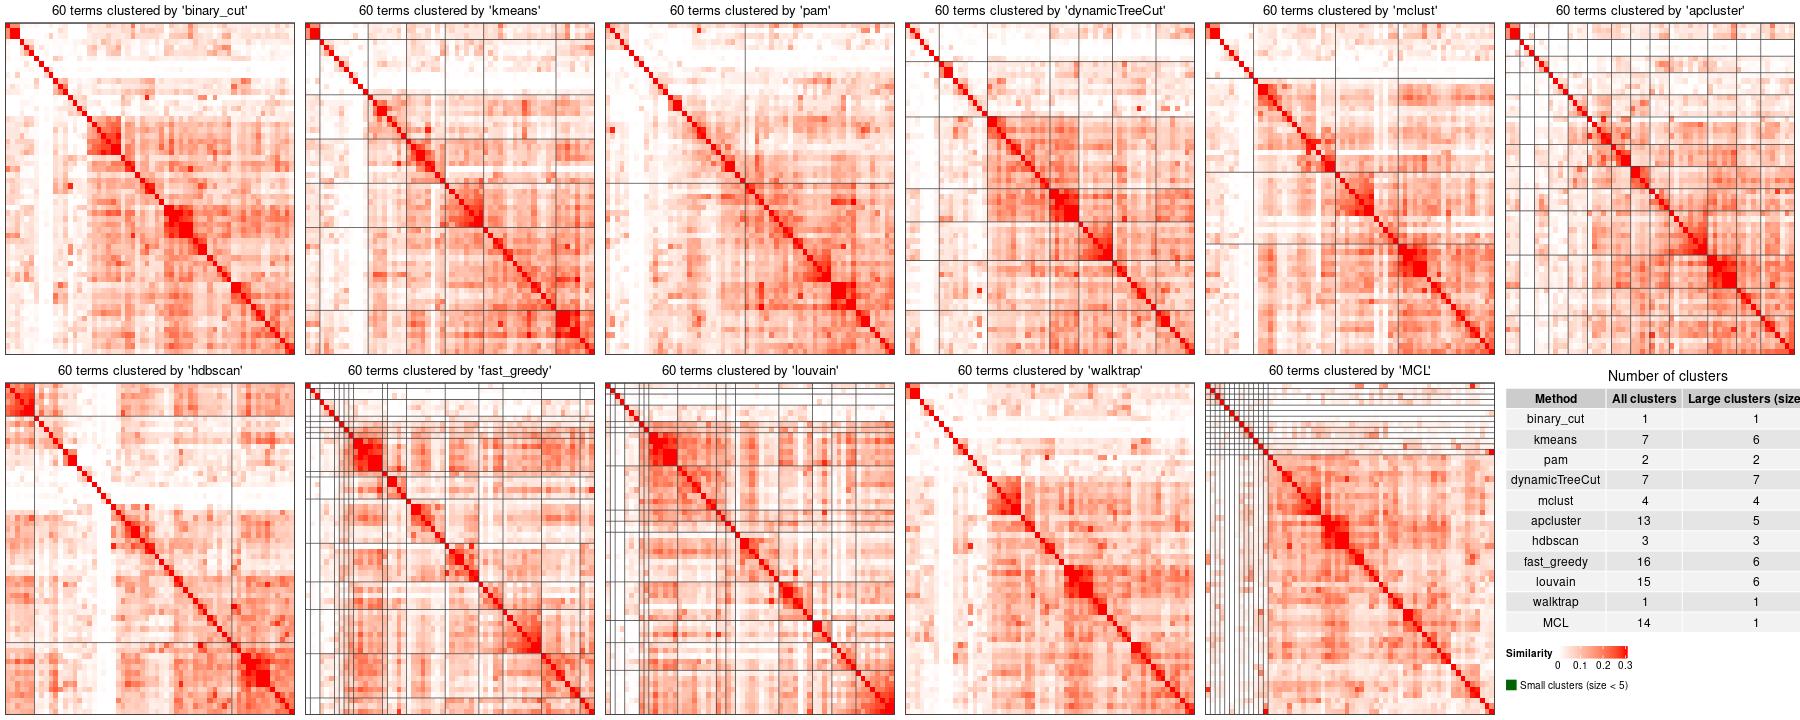 60 terms clustered by 'binary_cut'
60 terms clustered by 'kmeans'
60 terms clustered by 'pam'
60 terms clustered by 'dynamicTreeCut'
60 terms clustered by 'mclust'
60 terms clustered by 'apcluster'
60 terms clustered by 'hdbscan'
60 terms clustered by 'fast_greedy'
60 terms clustered by 'louvain'
60 terms clustered by 'walktrap'
60 terms clustered by 'MCL'
Number of clusters
Method All clusters Large clusters (size
binary_cut 1 1
kmeans 7 6
pam 2 2
dynamicTreeCut 7 7
mclust 4 4
apcluster 13 5
hdbscan 3 3
fast_greedy 16 6
louvain 15 6
walktrap 1 1
MCL 14 1
Similarity
0 0.1 0.2 0.3
Small clusters (size < 5)